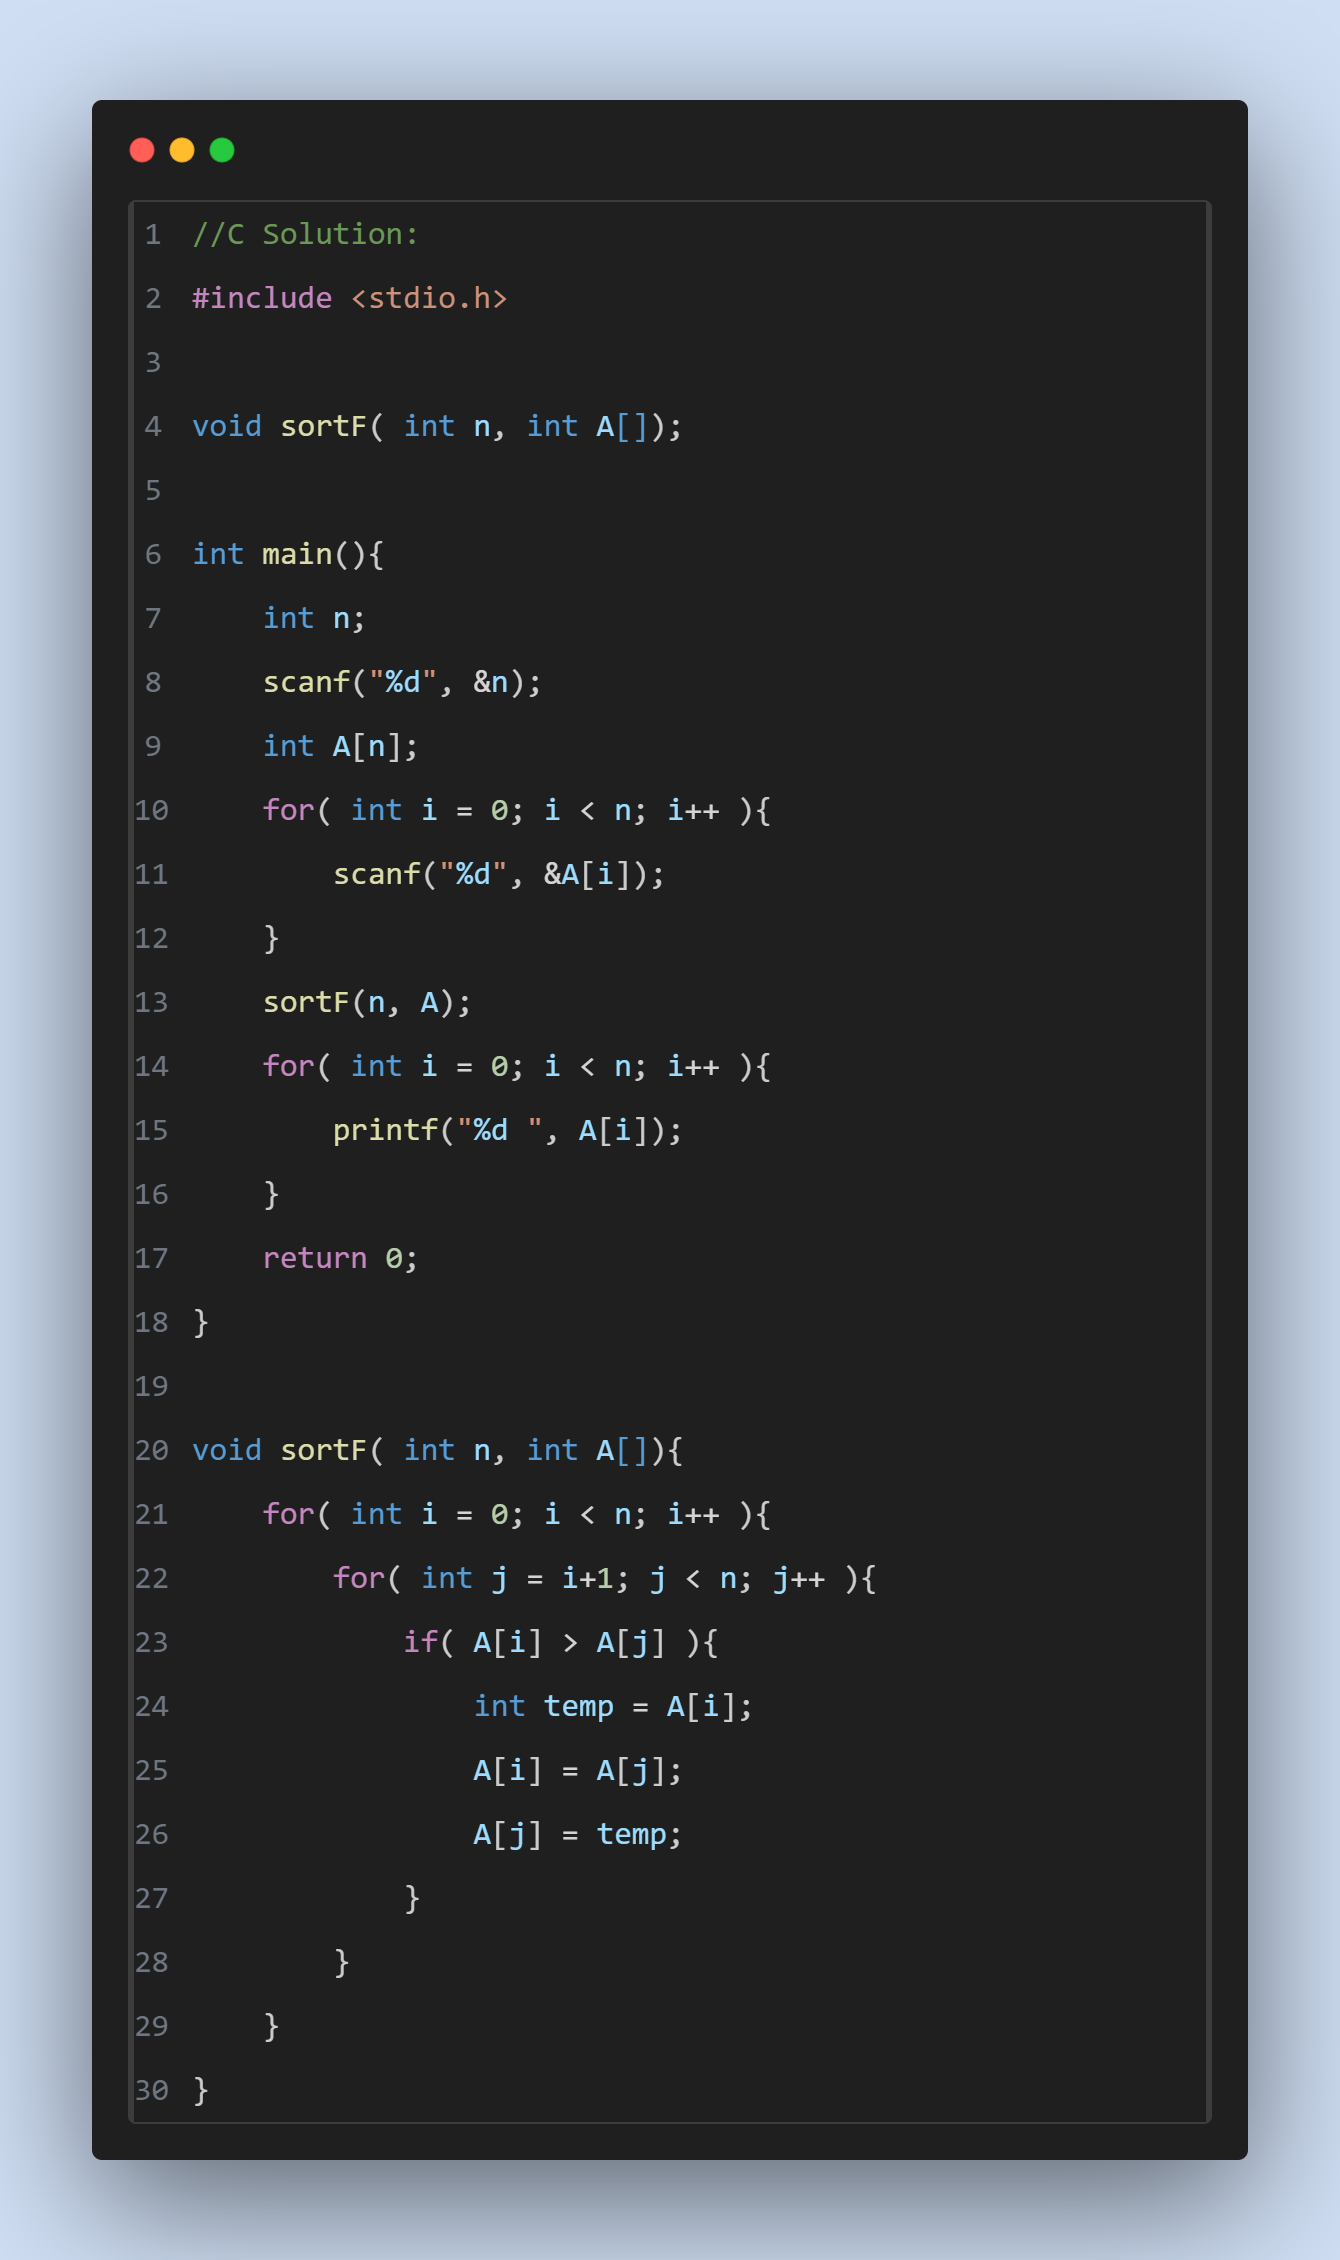 1 //C Solution:
2 #include <stdio.h>
3
4 void sortF( int n, int A[]);
5
6 int main(){
7     int n;
8     scanf("%d", &n);
9     int A[n];
10     for( int i = 0; i < n; i++ ){
11         scanf("%d", &A[i]);
12     }
13     sortF(n, A);
14     for( int i = 0; i < n; i++ ){
15         printf("%d ", A[i]);
16     }
17     return 0;
18 }
19
20 void sortF( int n, int A[]){
21     for( int i = 0; i < n; i++ ){
22         for( int j = i+1; j < n; j++ ){
23             if( A[i] > A[j] ){
24                 int temp = A[i];
25                 A[i] = A[j];
26                 A[j] = temp;
27             }
28         }
29     }
30 }